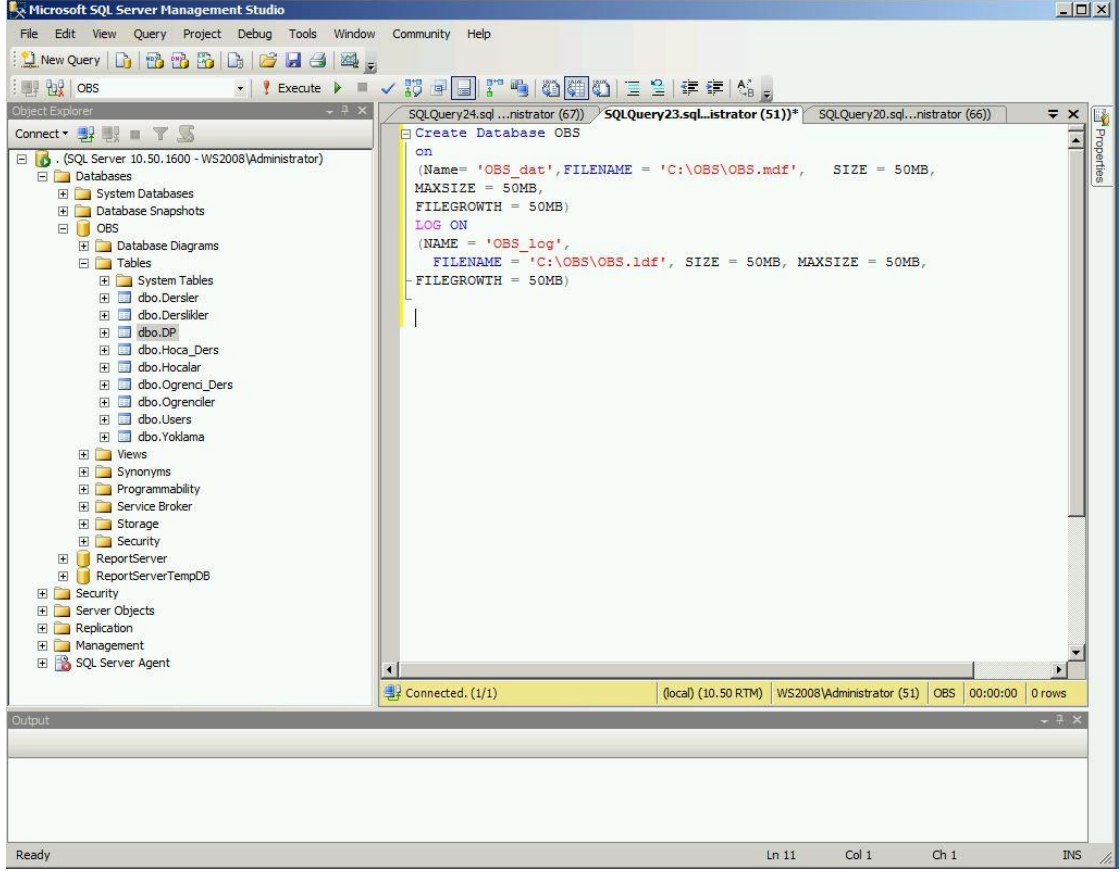 Microsoft SQL Server Management Studio
File Edit View Query Project Debug Tools Window Community Help
New Query
OBS Execute
Object Explorer
SQLQuery24.sql ...nistrator (67)) SQLQuery23.sql...istrator (51))* SQLQuery20.sql...nistrator (66))
Connect
Properties
. (SQL Server 10.50.1600 - WS2008\Administrator)
Databases
System Databases
Database Snapshots
OBS
Database Diagrams
Tables
System Tables
dbo.Dersler
dbo.Derslikler
dbo.DP
dbo.Hoca_Ders
dbo.Hocalar
dbo.Ogrenci_Ders
dbo.Ogrenciler
dbo.Users
dbo.Yoklama
Views
Synonyms
Programmability
Service Broker
Storage
Security
ReportServer
ReportServerTempDB
Security
Server Objects
Replication
Management
SQL Server Agent
Create Database OBS
on
(Name= 'OBS_dat',FILENAME = 'C:\OBS\OBS.mdf', SIZE = 50MB,
MAXSIZE = 50MB,
FILEGROWTH = 50MB)
LOG ON
(NAME = 'OBS_log',
FILENAME = 'C:\OBS\OBS.ldf', SIZE = 50MB, MAXSIZE = 50MB,
FILEGROWTH = 50MB)
Connected. (1/1) (local) (10.50 RTM) WS2008\Administrator (51) OBS 00:00:00 0 rows
Output
Ready Ln 11 Col 1 Ch 1 INS